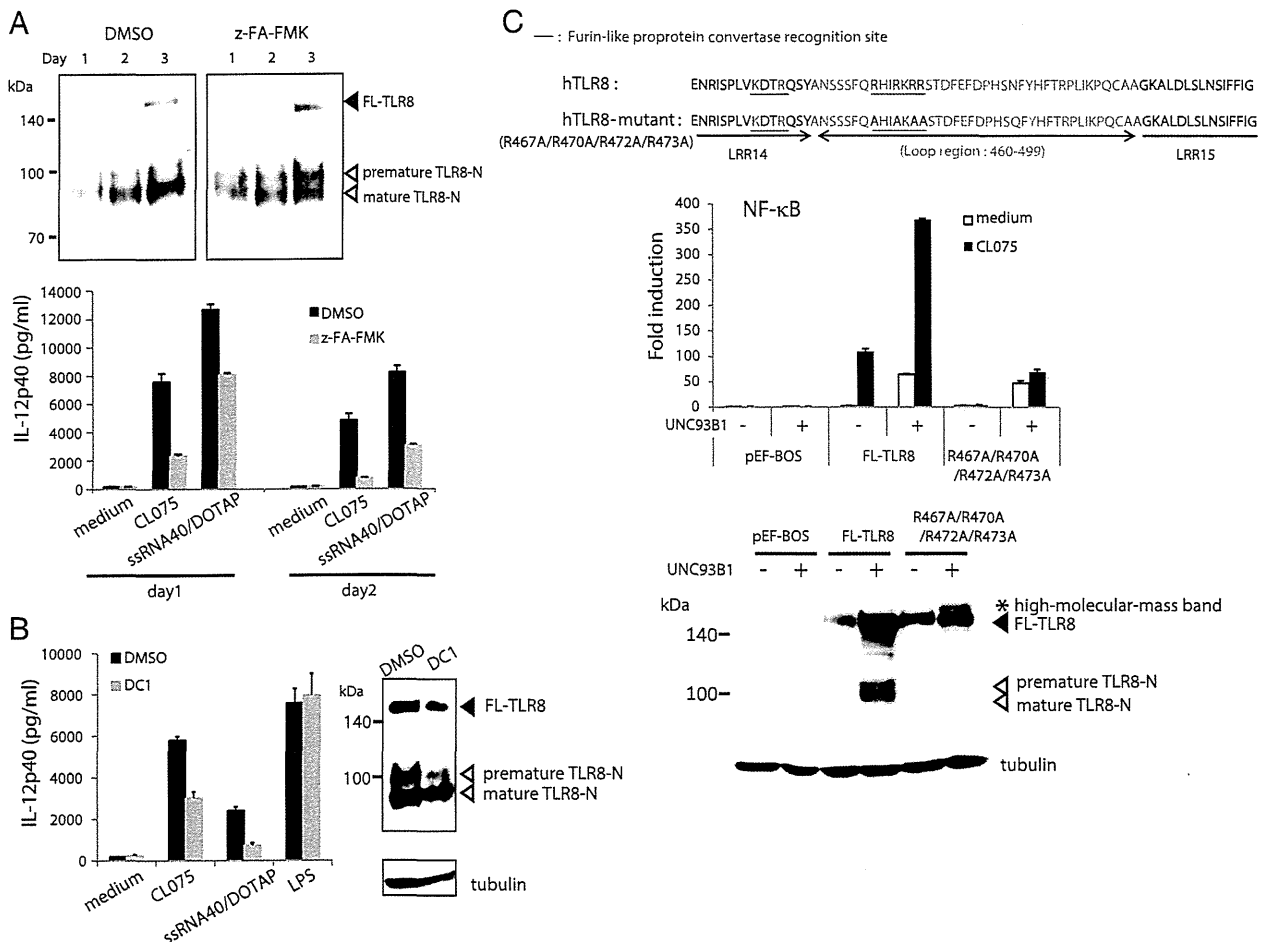 A
DMSO
z-FA-FMK
Day 1 2 3 1 2 3
kDa
FL-TLR8
140
100
premature TLR8-N
mature TLR8-N
70
IL-12p40 (pg/ml)
14000
12000
10000
8000
6000
4000
2000
0
DMSO
z-FA-FMK
medium
CL075
ssRNA40/DOTAP
medium
CL075
ssRNA40/DOTAP
day1
day2
B
IL-12p40 (pg/ml)
10000
8000
6000
4000
2000
0
DMSO
DC1
medium
CL075
ssRNA40/DOTAP
LPS
DMSO DC1
kDa
FL-TLR8
140
100
premature TLR8-N
mature TLR8-N
tubulin
C
— : Furin-like proprotein convertase recognition site
hTLR8 : ENRISPLVKDTRQSYANSSSFQRHIRKRRSTDFEFDPHSNFYHFTRPLIKPQCAAGKALDLSLNSIFFIG
hTLR8-mutant : ENRISPLVKDTRQSYANSSSFQAHIAKAASTDFEFDPHSQFYHFTRPLIKPQCAAGKALDLSLNSIFFIG
(R467A/R470A/R472A/R473A)
LRR14
(Loop region : 460-499)
LRR15
NF-κB
medium
CL075
Fold induction
400
350
300
250
200
150
100
50
0
UNC93B1 - + - + - +
pEF-BOS
FL-TLR8
R467A/R470A
/R472A/R473A
pEF-BOS
FL-TLR8
R467A/R470A
/R472A/R473A
UNC93B1 - + - + - +
kDa
* high-molecular-mass band
FL-TLR8
140
100
premature TLR8-N
mature TLR8-N
tubulin